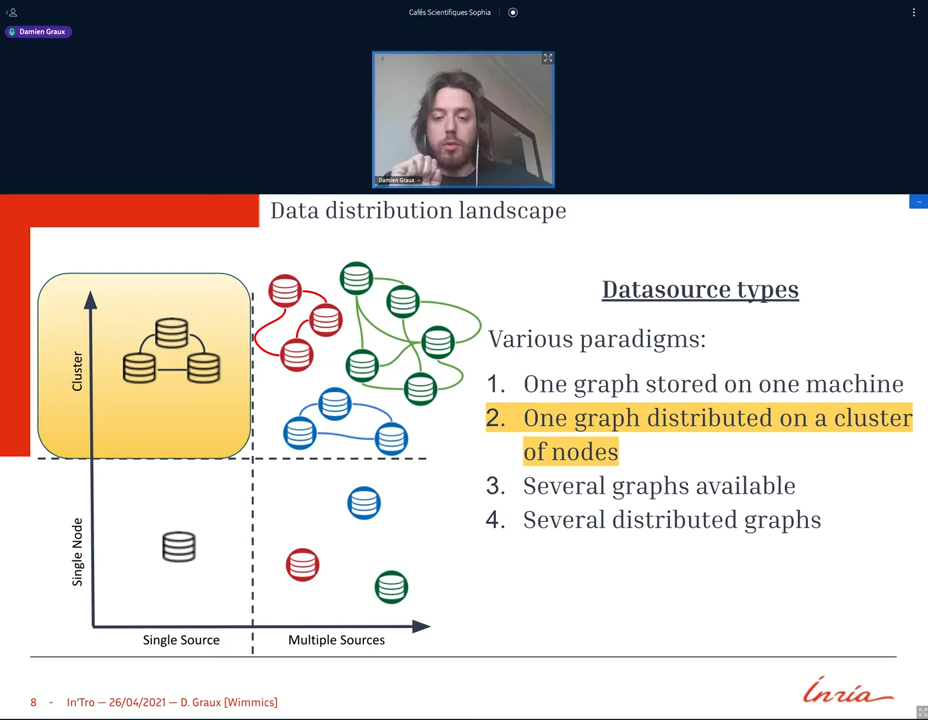 Cafés Scientifiques Sophia
Damien Graux
Damien Graux
Data distribution landscape
Datasource types
Various paradigms:
1. One graph stored on one machine
2. One graph distributed on a cluster
of nodes
3. Several graphs available
4. Several distributed graphs
Cluster
Single Node
Single Source
Multiple Sources
8 - In'Tro — 26/04/2021 — D. Graux [Wimmics]
Inria